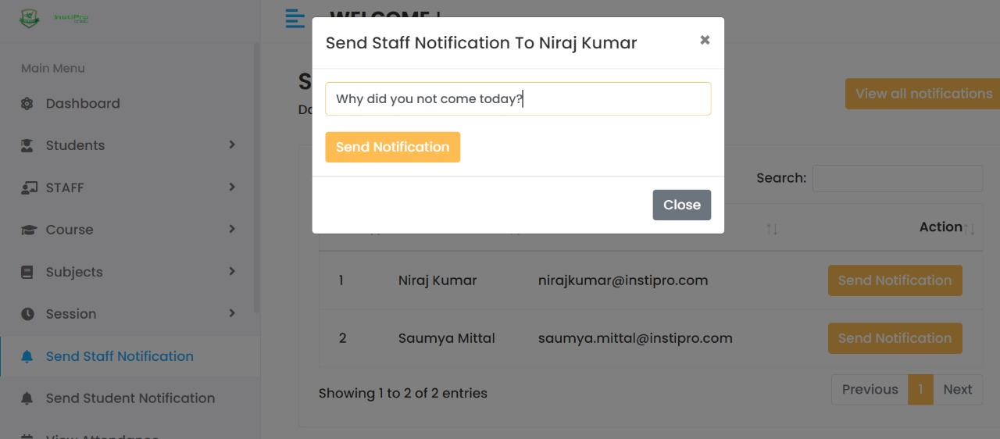 InstiPro
WELCOME !
Send Staff Notification To Niraj Kumar
×
Main Menu
Why did you not come today?
View all notifications
Dashboard
Students
Send Notification
STAFF
Search:
Close
Course
Action
Subjects
1 Niraj Kumar nirajkumar@instipro.com Send Notification
Session
2 Saumya Mittal saumya.mittal@instipro.com Send Notification
Send Staff Notification
Showing 1 to 2 of 2 entries
Previous 1 Next
Send Student Notification
View Attendance